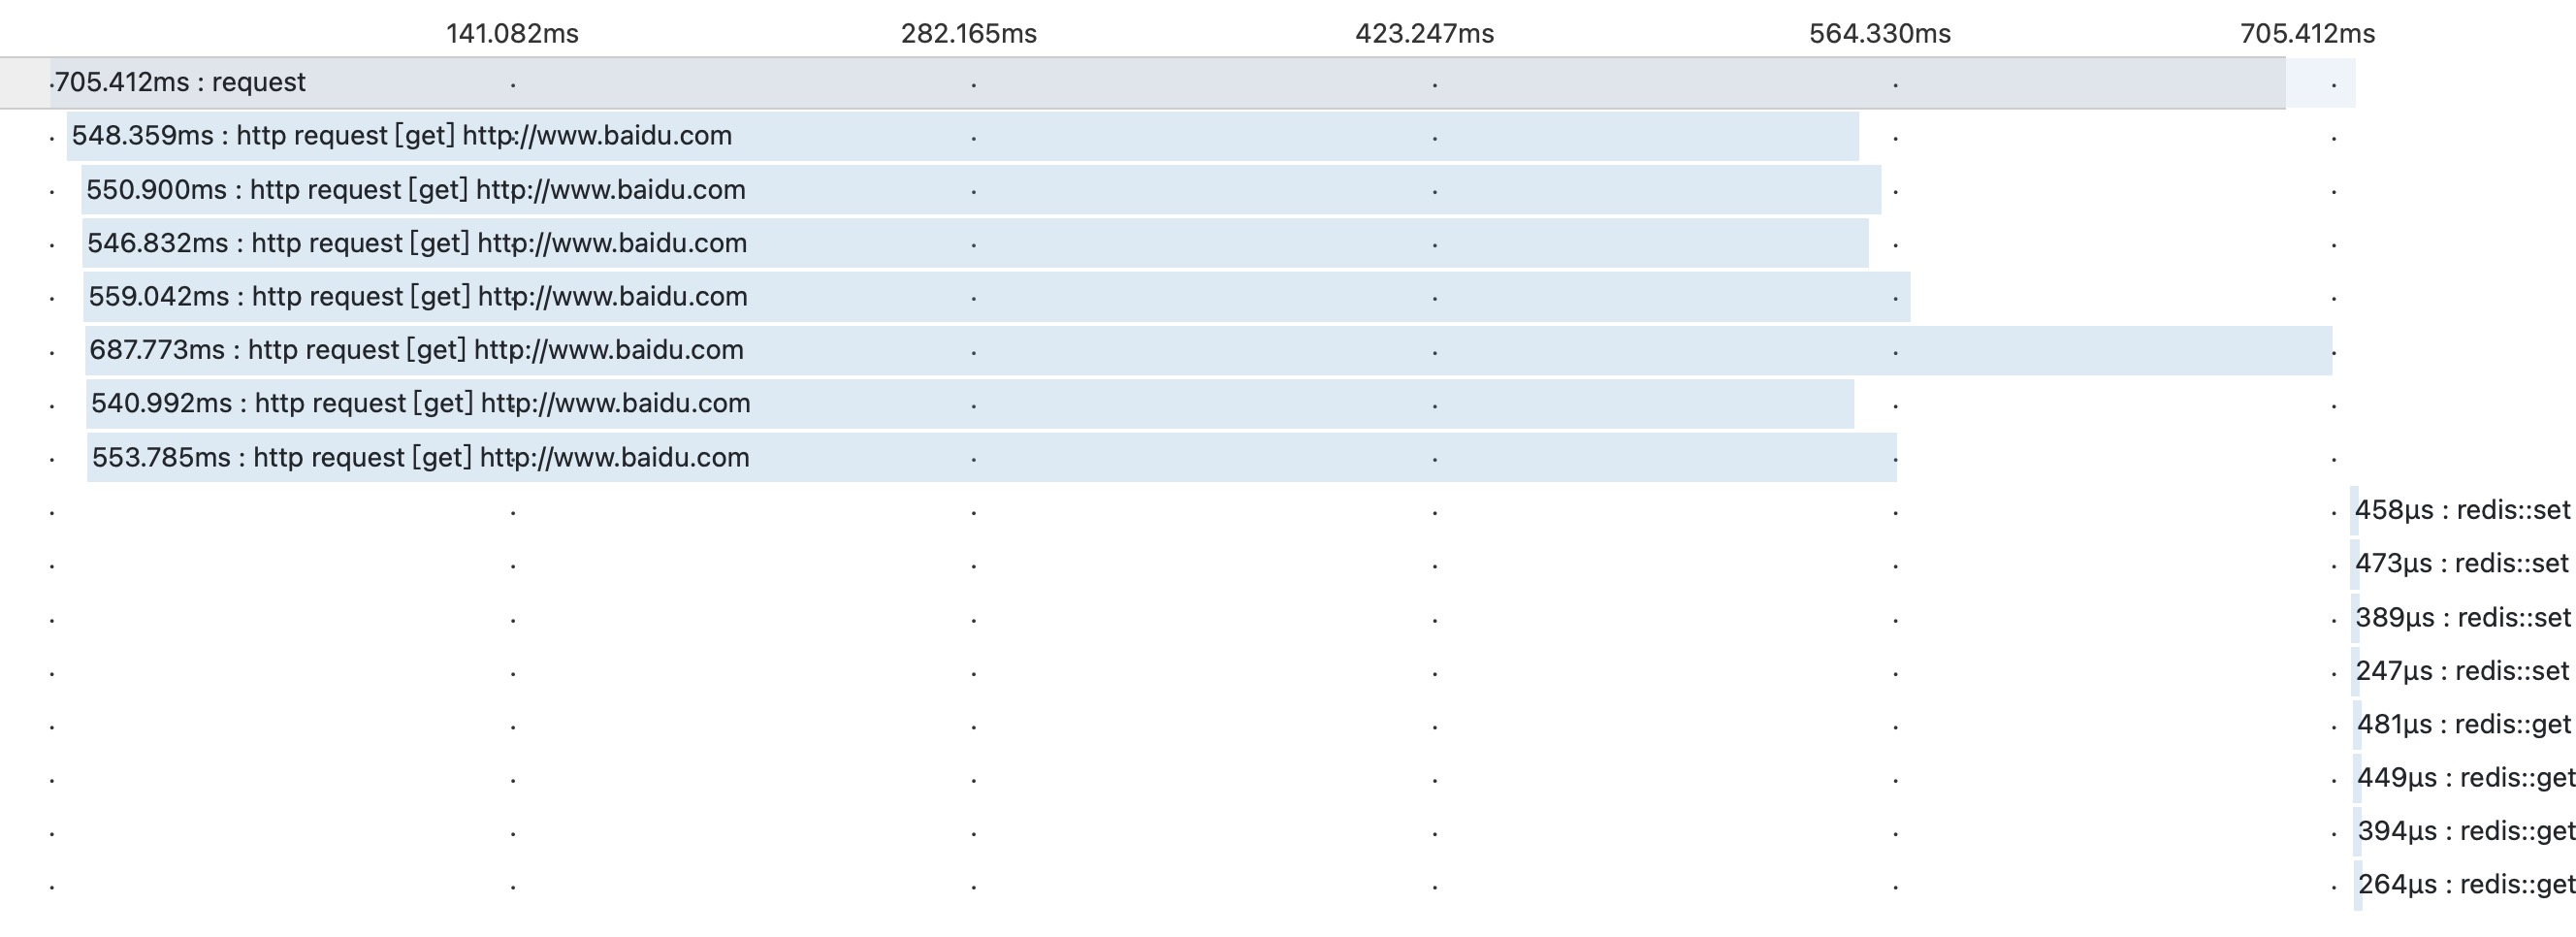 141.082ms 282.165ms 423.247ms 564.330ms 705.412ms
705.412ms : request
548.359ms : http request [get] http://www.baidu.com
550.900ms : http request [get] http://www.baidu.com
546.832ms : http request [get] http://www.baidu.com
559.042ms : http request [get] http://www.baidu.com
687.773ms : http request [get] http://www.baidu.com
540.992ms : http request [get] http://www.baidu.com
553.785ms : http request [get] http://www.baidu.com
458μs : redis::set
473μs : redis::set
389μs : redis::set
247μs : redis::set
481μs : redis::get
449μs : redis::get
394μs : redis::get
264μs : redis::get